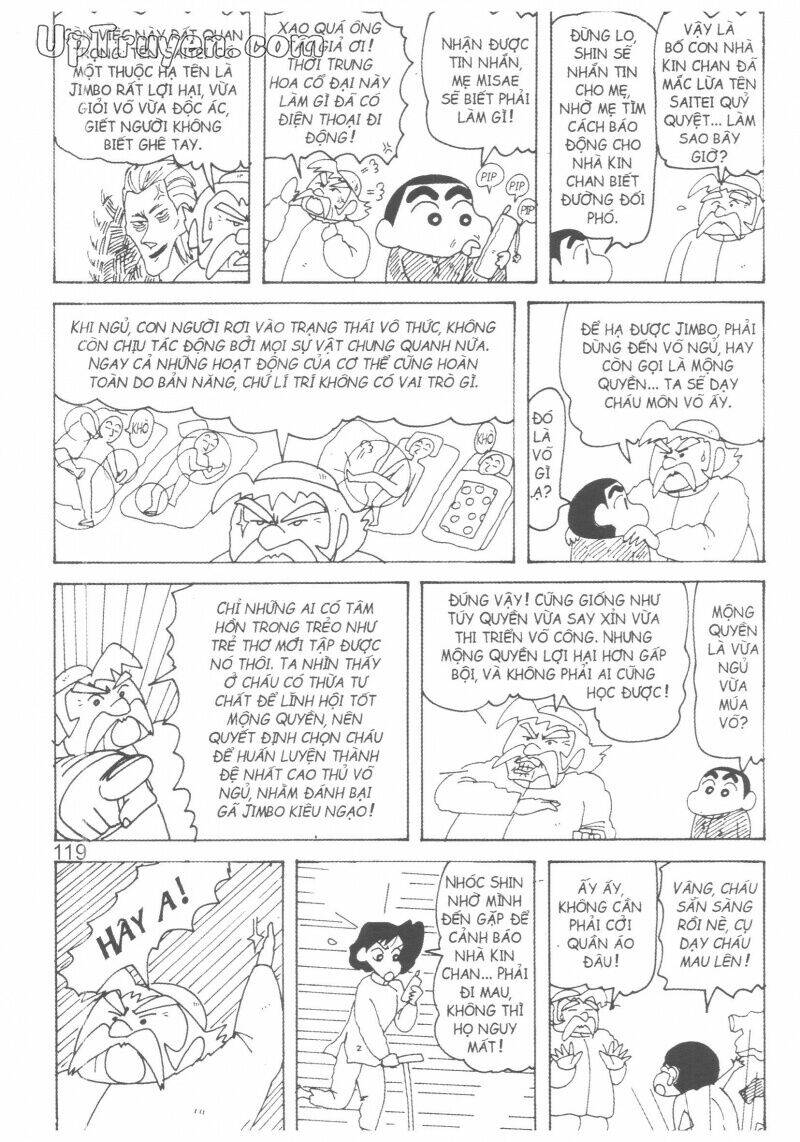 VẬY LÀ
BỐ CON NHÀ
KIN CHAN ĐÃ
MẮC LỪA TÊN
SAITEI QUỶ
QUYỆT... LÀM
SAO BÂY
GIỜ?
ĐỪNG LO,
SHIN SẼ
NHẮN TIN
CHO MẸ,
NHỜ MẸ TÌM
CÁCH BÁO
ĐỘNG CHO
NHÀ KIN
CHAN BIẾT
ĐƯỜNG ĐỐI
PHÓ.
NHẬN ĐƯỢC
TIN NHẮN,
MẸ MISAE
SẼ BIẾT PHẢI
LÀM GÌ!
PIP
PIP
PIP
XẠO QUÁ ÔNG
GIẢ ƠI!
THỜI TRUNG
HOA CỔ ĐẠI NÀY
LÀM GÌ ĐÃ CÓ
ĐIỆN THOẠI DI
ĐỘNG!
UpTruyen.com
CÒN VIỆC NÀY RẤT QUAN
TRỌNG: TÊN SAITEI CÓ
MỘT THUỘC HẠ TÊN LÀ
JIMBO RẤT LỢI HẠI, VỪA
GIỎI VÕ VỪA ĐỘC ÁC,
GIẾT NGƯỜI KHÔNG
BIẾT GHÊ TAY.
ĐỂ HẠ ĐƯỢC JIMBO, PHẢI
DÙNG ĐẾN VÕ NGỦ, HAY
CÒN GỌI LÀ MỘNG
QUYỀN... TA SẼ DẠY
CHÁU MÔN VÕ ẤY.
ĐÓ
LÀ
VÕ
GÌ
Ạ?
KHI NGỦ, CON NGƯỜI RƠI VÀO TRẠNG THÁI VÔ THỨC, KHÔNG
CÒN CHỊU TÁC ĐỘNG BỞI MỌI SỰ VẬT CHUNG QUANH NỮA.
NGAY CẢ NHỮNG HOẠT ĐỘNG CỦA CƠ THỂ CŨNG HOÀN
TOÀN DO BẢN NĂNG, CHỨ LÍ TRÍ KHÔNG CÓ VAI TRÒ GÌ.
KHÒ
KHÒ
MỘNG
QUYỀN
LÀ VỪA
NGỦ
VỪA
MÚA
VÕ?
ĐÚNG VẬY! CŨNG GIỐNG NHƯ
TÚY QUYỀN VỪA SAY XỈN VỪA
THI TRIỂN VÕ CÔNG. NHƯNG
MỘNG QUYỀN LỢI HẠI HƠN GẤP
BỘI, VÀ KHÔNG PHẢI AI CŨNG
HỌC ĐƯỢC!
CHỈ NHỮNG AI CÓ TÂM
HỒN TRONG TRẺO NHƯ
TRẺ THƠ MỚI TẬP ĐƯỢC
NÓ THÔI. TA NHÌN THẤY
Ở CHÁU CÓ THỪA TƯ
CHẤT ĐỂ LĨNH HỘI TỐT
MỘNG QUYỀN, NÊN
QUYẾT ĐỊNH CHỌN CHÁU
ĐỂ HUẤN LUYỆN THÀNH
ĐỆ NHẤT CAO THỦ VÕ
NGỦ, NHẰM ĐÁNH BẠI
GÃ JIMBO KIÊU NGẠO!
VÂNG, CHÁU
SẴN SÀNG
RỒI NÈ, CỤ
DẠY CHÁU
MAU LÊN!
ẤY ẤY,
KHÔNG CẦN
PHẢI CỞI
QUẦN ÁO
ĐÂU!
NHÓC SHIN
NHỜ MÌNH
ĐẾN GẶP ĐỂ
CẢNH BÁO
NHÀ KIN
CHAN... PHẢI
ĐI MAU,
KHÔNG THÌ
HỌ NGUY
MẤT!
HÂY A!
119